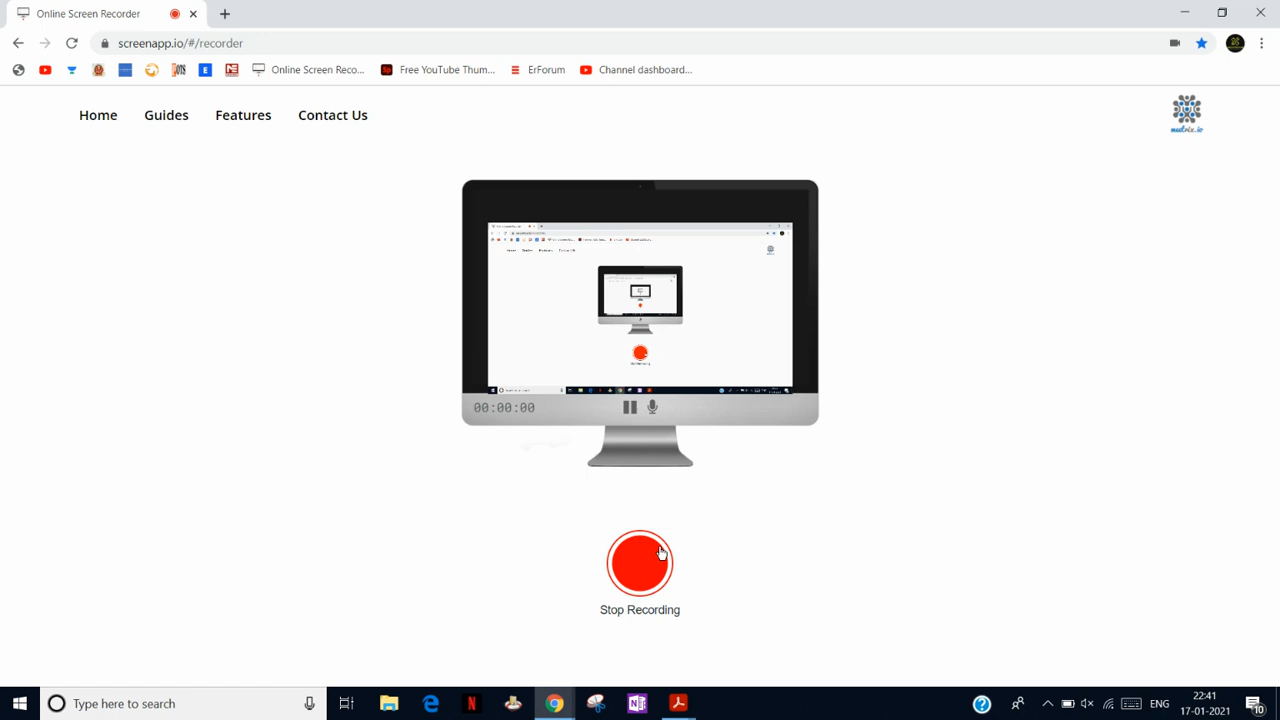 Online Screen Recorder
screenapp.io/#/recorder
Online Screen Reco...
Free YouTube Thum...
ErForum
Channel dashboard...
Home
Guides
Features
Contact Us
00:00:00
Stop Recording
Type here to search
ENG
22:41
17-01-2021
10